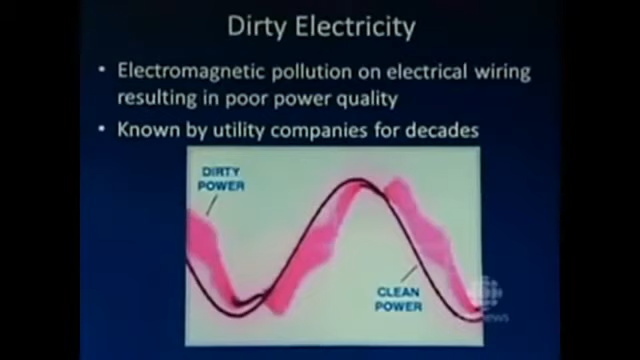 Dirty Electricity
• Electromagnetic pollution on electrical wiring
resulting in poor power quality
• Known by utility companies for decades
DIRTY
POWER
CLEAN
POWER
news